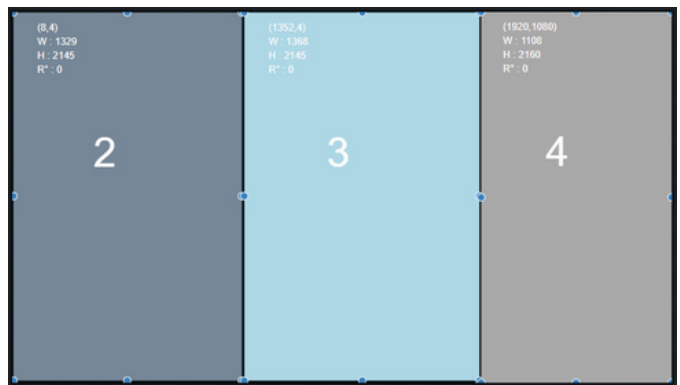 (8,4)
W : 1329
H : 2145
R° : 0
2
(1352,4)
W : 1368
H : 2145
R° : 0
3
(1920,1080)
W : 1108
H : 2160
R° : 0
4